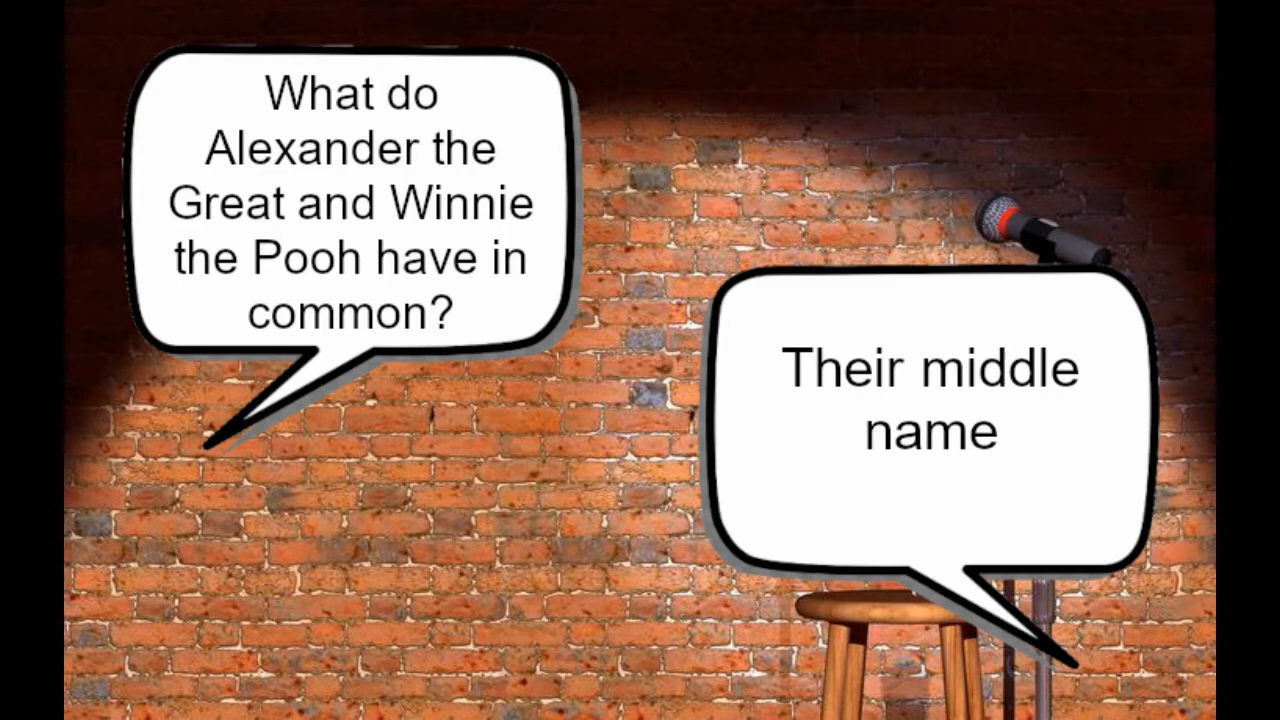 What do
Alexander the
Great and Winnie
the Pooh have in
common?
Their middle
name